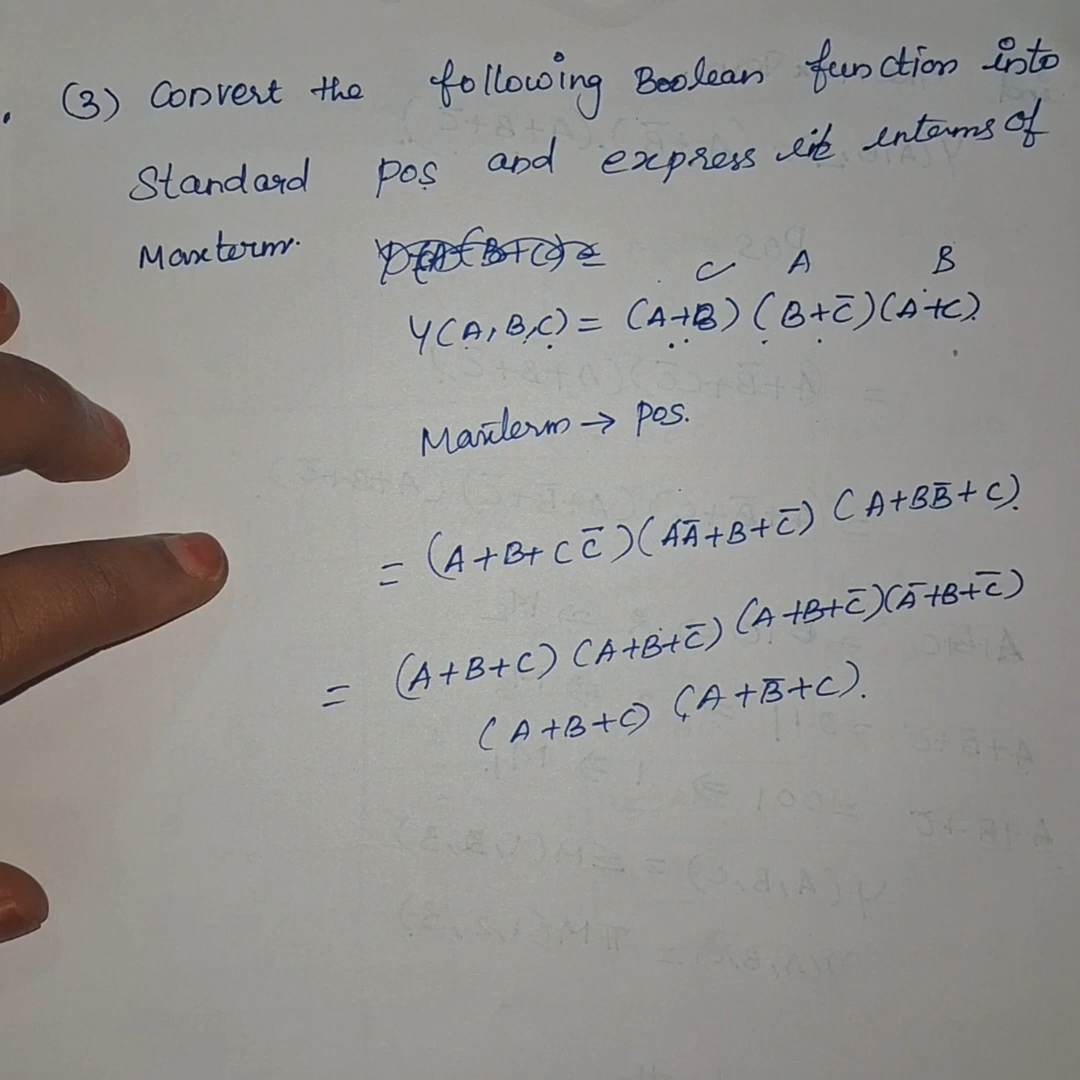 (3) Convert the following Boolean function into
Standard pos and express it interms of
Maxterm.
C A B
Y(A,B,C) = (A+B) (B+C̅)(A+C).
Maxterm → pos.
= (A+B+CC̅)(AA̅+B+C̅)(A+BB̅+C).
= (A+B+C)(A+B+C̅)(A+B+C̅)(A̅+B+C̅)
(A+B+C)(A+B̅+C).